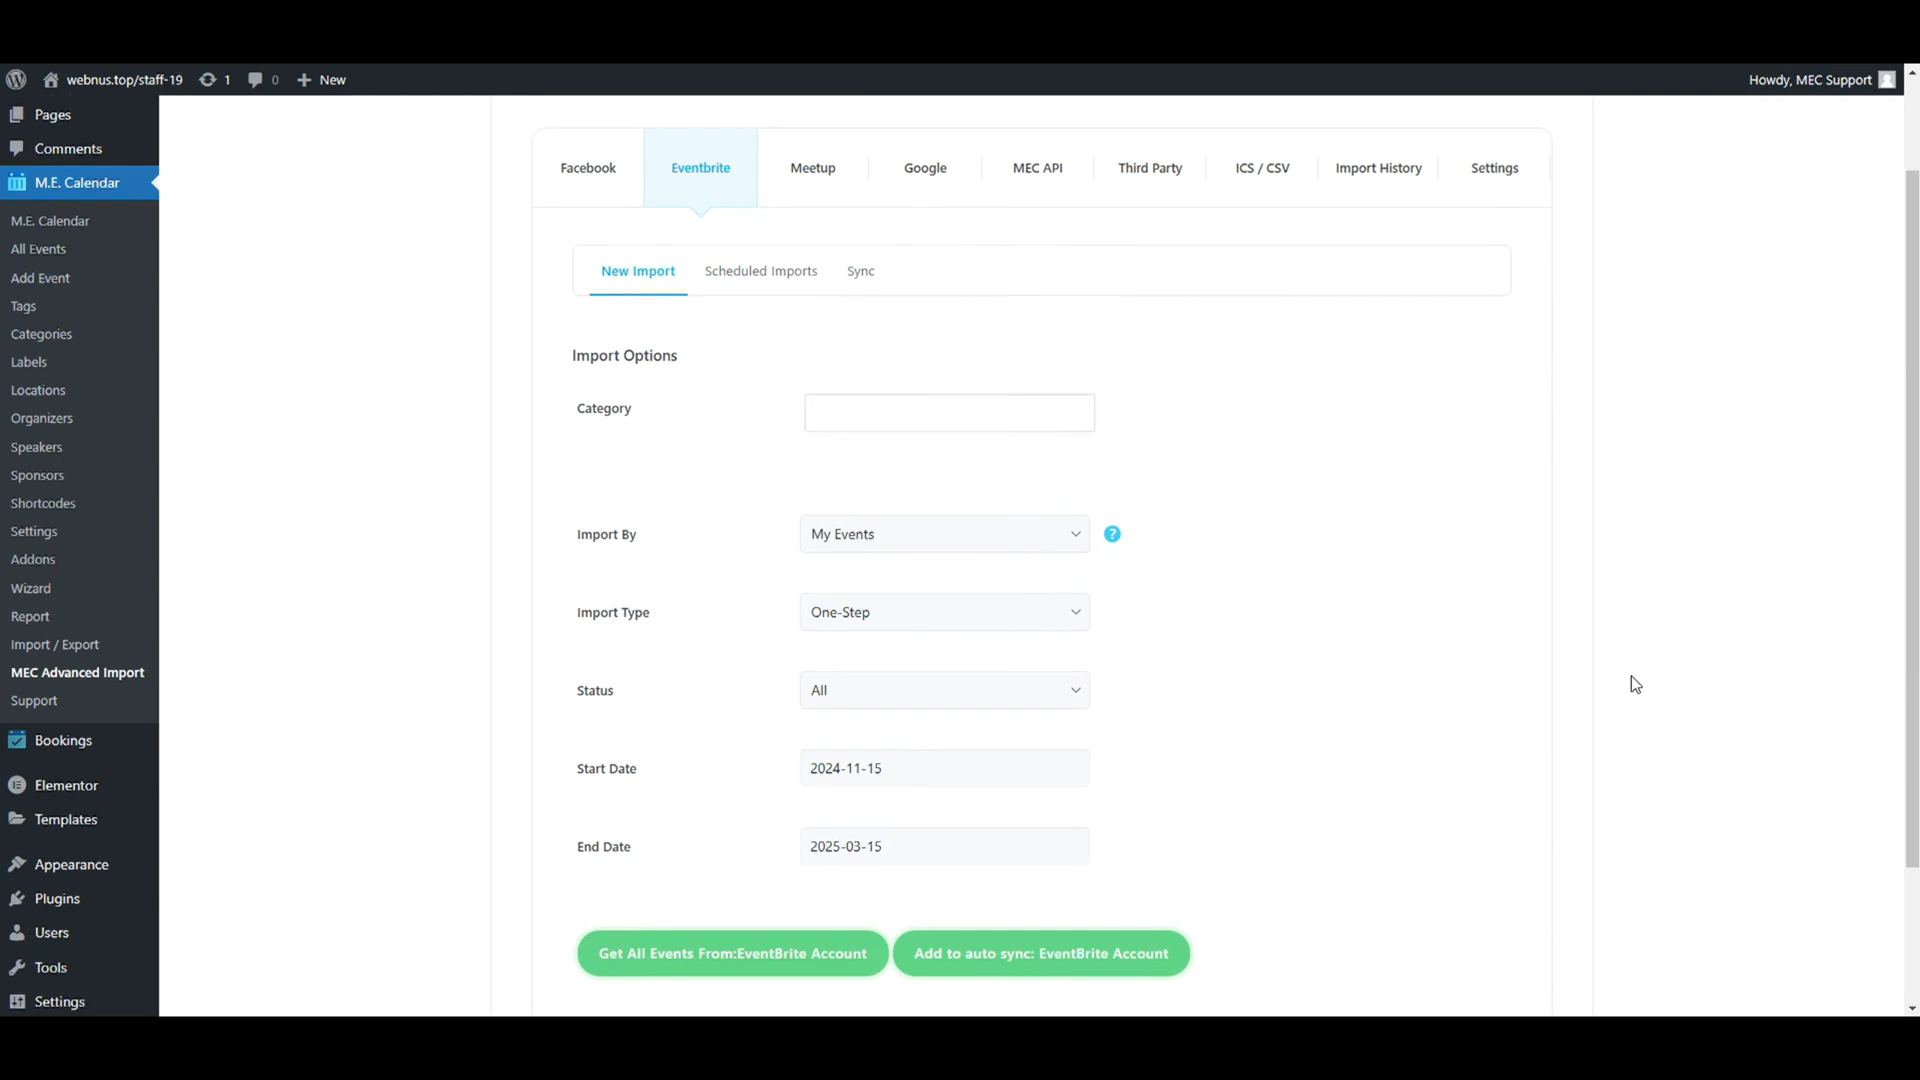 webnus.top/staff-19 1 0 New Howdy, MEC Support
Pages
Comments
M.E. Calendar
M.E. Calendar
All Events
Add Event
Tags
Categories
Labels
Locations
Organizers
Speakers
Sponsors
Shortcodes
Settings
Addons
Wizard
Report
Import / Export
MEC Advanced Import
Support
Bookings
Elementor
Templates
Appearance
Plugins
Users
Tools
Settings
Facebook Eventbrite Meetup Google MEC API Third Party ICS / CSV Import History Settings
New Import Scheduled Imports Sync
Import Options
Category
Import By My Events ?
Import Type One-Step
Status All
Start Date 2024-11-15
End Date 2025-03-15
Get All Events From:EventBrite Account Add to auto sync: EventBrite Account